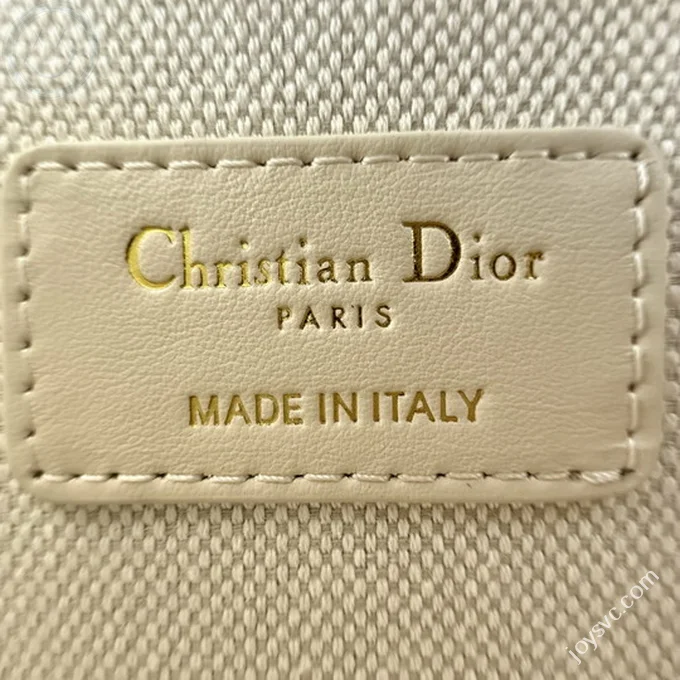 Christian Dior
PARIS
MADE IN ITALY
joysvc.com